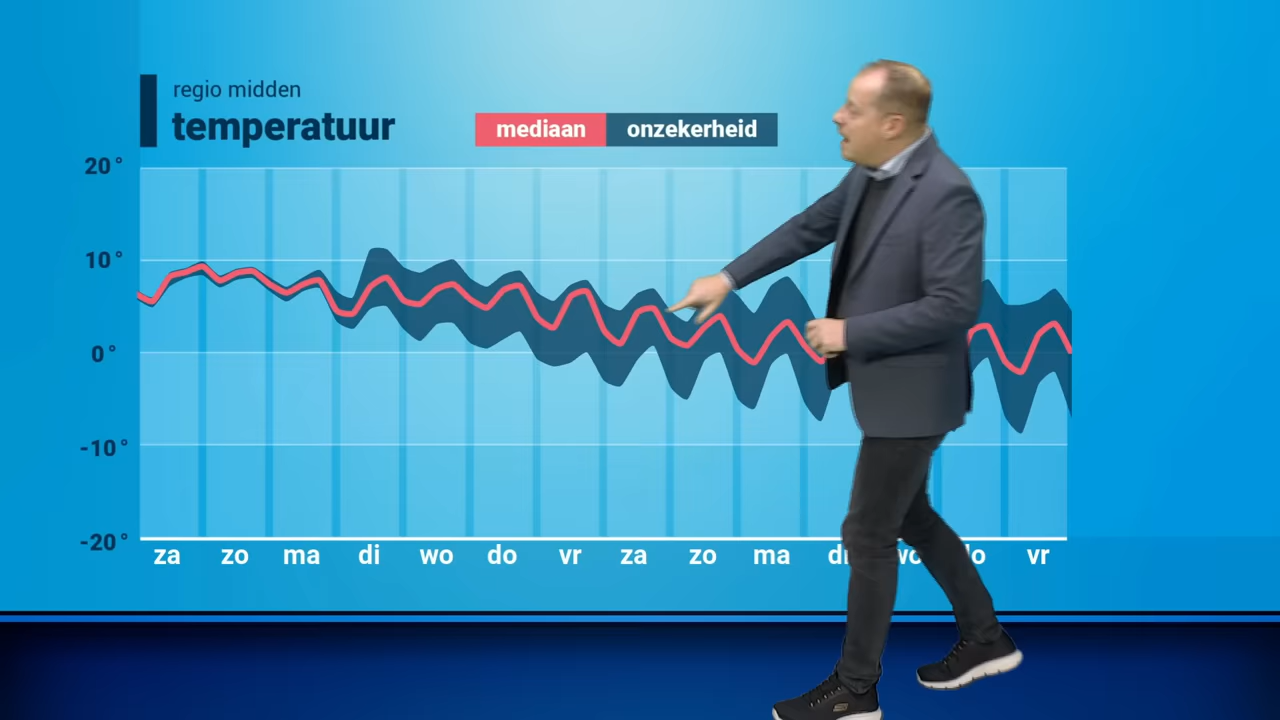 regio midden
temperatuur
mediaan onzekerheid
20°
10°
0°
-10°
-20°
za zo ma di wo do vr za zo ma vr